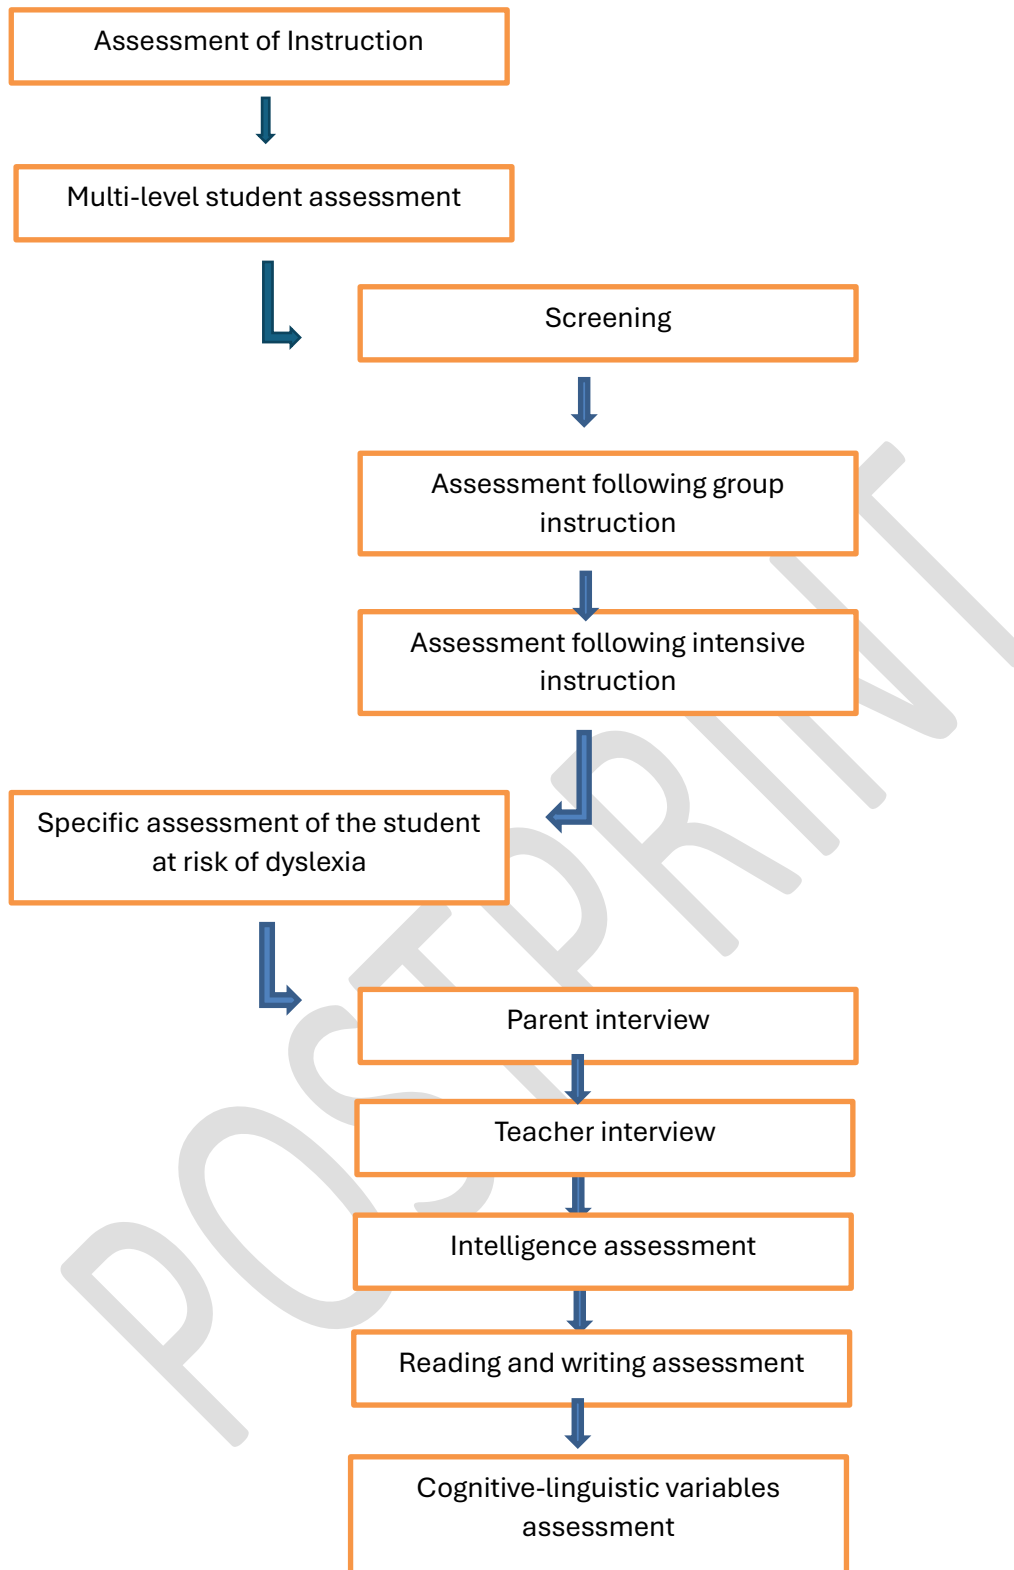 Assessment of Instruction
Multi-level student assessment
Screening
Assessment following group
instruction
Assessment following intensive
instruction
Specific assessment of the student
at risk of dyslexia
Parent interview
Teacher interview
Intelligence assessment
Reading and writing assessment
Cognitive-linguistic variables
assessment
POSTPRINT